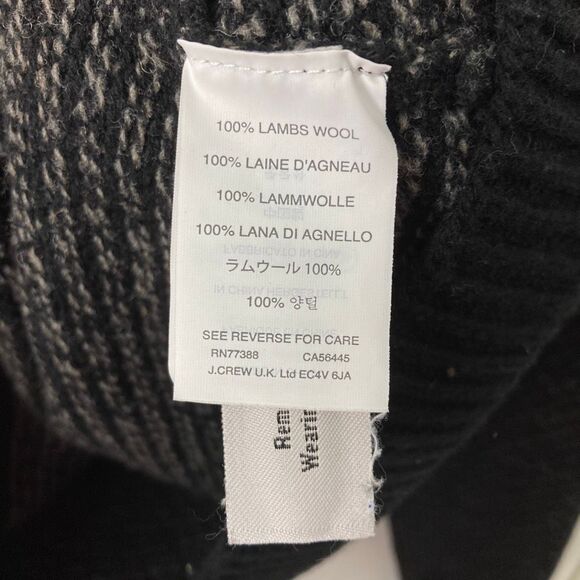 100% LAMBS WOOL
100% LAINE D'AGNEAU
100% LAMMWOLLE
100% LANA DI AGNELLO
ラムウール 100%
100% 양털
SEE REVERSE FOR CARE
RN77388 CA56445
J.CREW U.K. Ltd EC4V 6JA